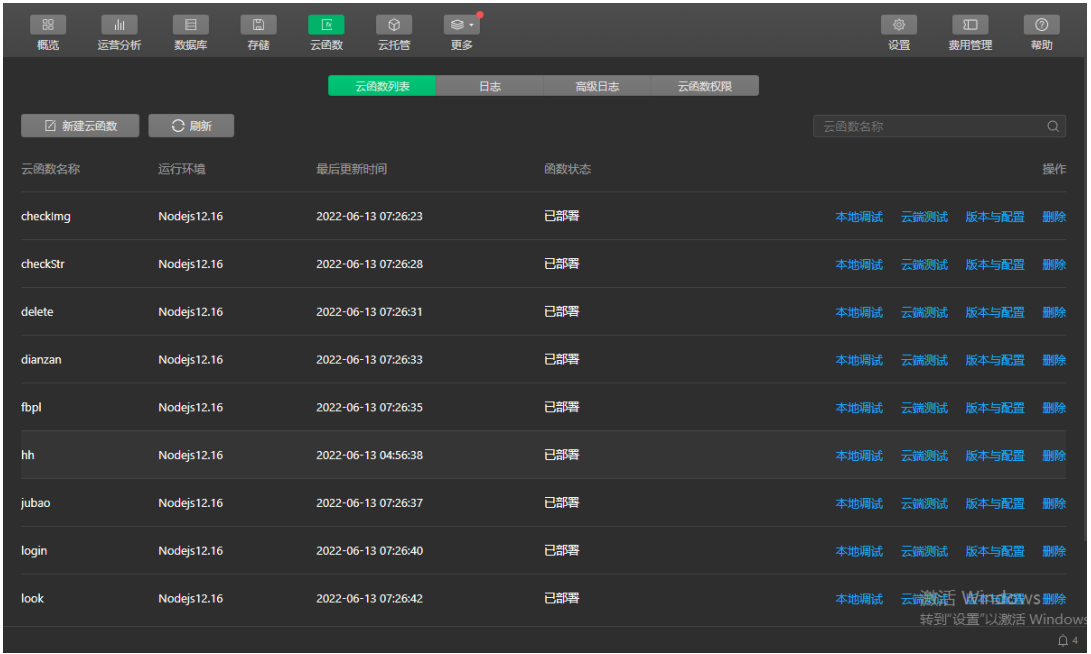 概览 运营分析 数据库 存储 云函数 云托管 更多 设置 费用管理 帮助
云函数列表 日志 高级日志 云函数权限
新建云函数 刷新 云函数名称
云函数名称 运行环境 最后更新时间 函数状态 操作
checkImg Nodejs12.16 2022-06-13 07:26:23 已部署 本地调试 云端测试 版本与配置 删除
checkStr Nodejs12.16 2022-06-13 07:26:28 已部署 本地调试 云端测试 版本与配置 删除
delete Nodejs12.16 2022-06-13 07:26:31 已部署 本地调试 云端测试 版本与配置 删除
dianzan Nodejs12.16 2022-06-13 07:26:33 已部署 本地调试 云端测试 版本与配置 删除
fbpl Nodejs12.16 2022-06-13 07:26:35 已部署 本地调试 云端测试 版本与配置 删除
hh Nodejs12.16 2022-06-13 04:56:38 已部署 本地调试 云端测试 版本与配置 删除
jubao Nodejs12.16 2022-06-13 07:26:37 已部署 本地调试 云端测试 版本与配置 删除
login Nodejs12.16 2022-06-13 07:26:40 已部署 本地调试 云端测试 版本与配置 删除
look Nodejs12.16 2022-06-13 07:26:42 已部署 本地调试 云端测试 版本与配置 删除
激活 Windows
转到"设置"以激活 Windows
4